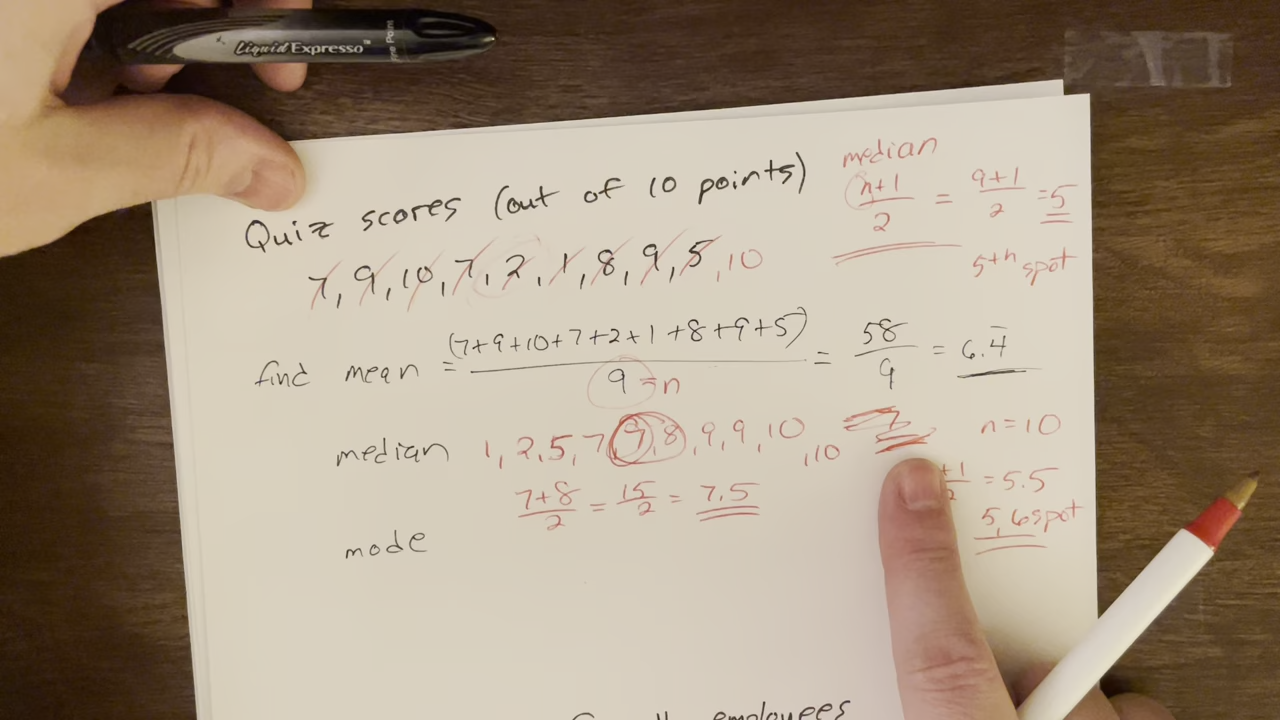 Liquid Expresso
Quiz scores (out of 10 points)
7, 9, 10, 7, 2, 1, 8, 9, 5, 10
median
n+1/2 = 9+1/2 = 5
5th spot
find mean = (7+9+10+7+2+1+8+9+5)/9 = 58/9 = 6.4̄
9 = n
median 1, 2, 5, 7, 7, 8, 9, 9, 10, 10
7+8/2 = 15/2 = 7.5
n=10
+1/2 = 5.5
5, 6 spot
mode
employees